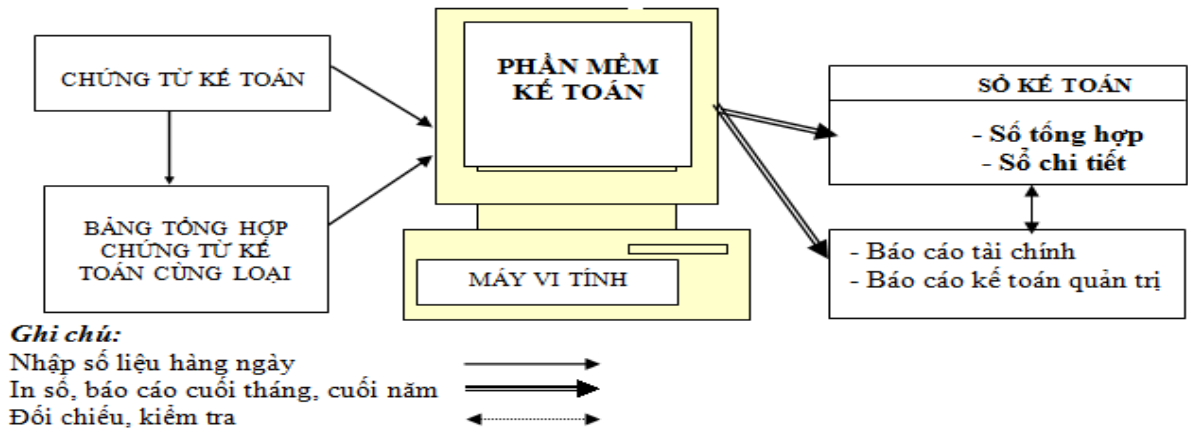 CHỨNG TỪ KẾ TOÁN
BẢNG TỔNG HỢP
CHỨNG TỪ KẾ
TOÁN CÙNG LOẠI
PHẦN MỀM
KẾ TOÁN
MÁY VI TÍNH
SỔ KẾ TOÁN
- Sổ tổng hợp
- Sổ chi tiết
- Báo cáo tài chính
- Báo cáo kế toán quản trị
Ghi chú:
Nhập số liệu hàng ngày
In sổ, báo cáo cuối tháng, cuối năm
Đối chiếu, kiểm tra